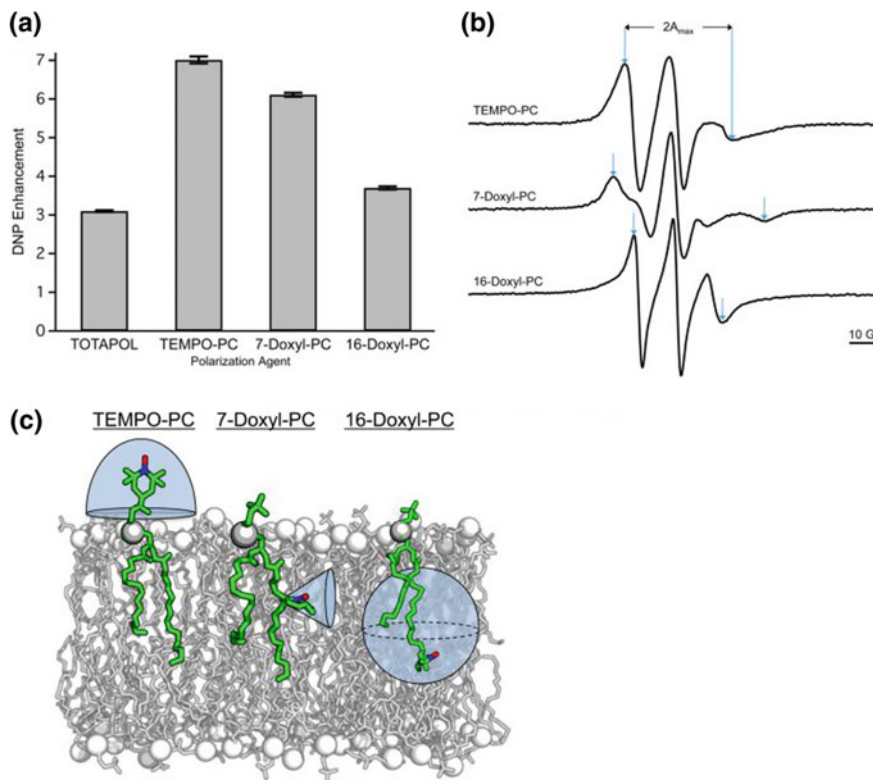 (a)
7
6
5
4
3
2
1
0
DNP Enhancement
TOTAPOL TEMPO-PC 7-Doxyl-PC 16-Doxyl-PC
Polarization Agent
(b)
2Amax
TEMPO-PC
7-Doxyl-PC
16-Doxyl-PC
10 G
(c)
TEMPO-PC 7-Doxyl-PC 16-Doxyl-PC